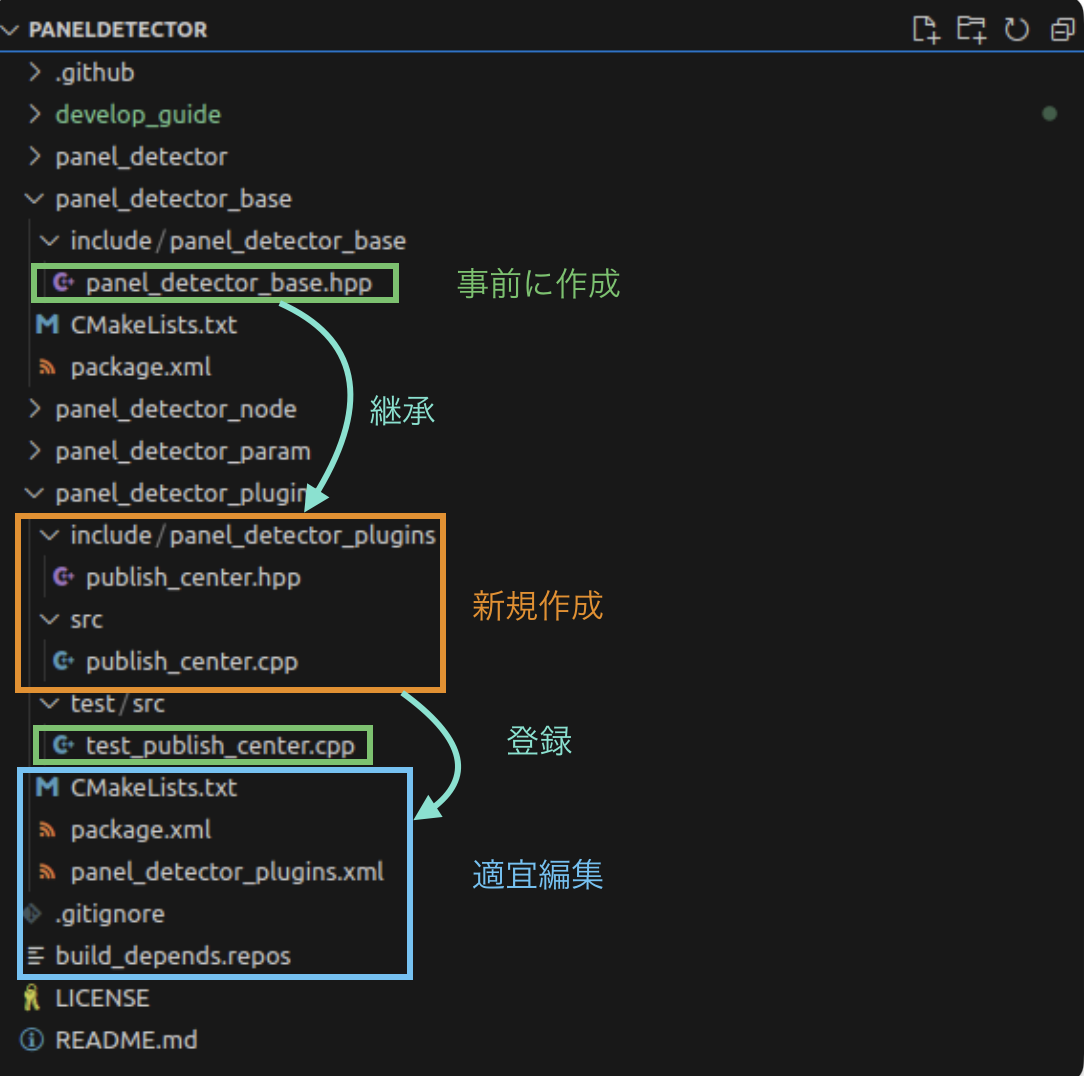 PANELDETECTOR
.github
develop_guide
panel_detector
panel_detector_base
include / panel_detector_base
panel_detector_base.hpp
事前に作成
CMakeLists.txt
package.xml
継承
panel_detector_node
panel_detector_param
panel_detector_plugin
include / panel_detector_plugins
publish_center.hpp
新規作成
src
publish_center.cpp
test / src
登録
test_publish_center.cpp
CMakeLists.txt
package.xml
panel_detector_plugins.xml
適宜編集
.gitignore
build_depends.repos
LICENSE
README.md